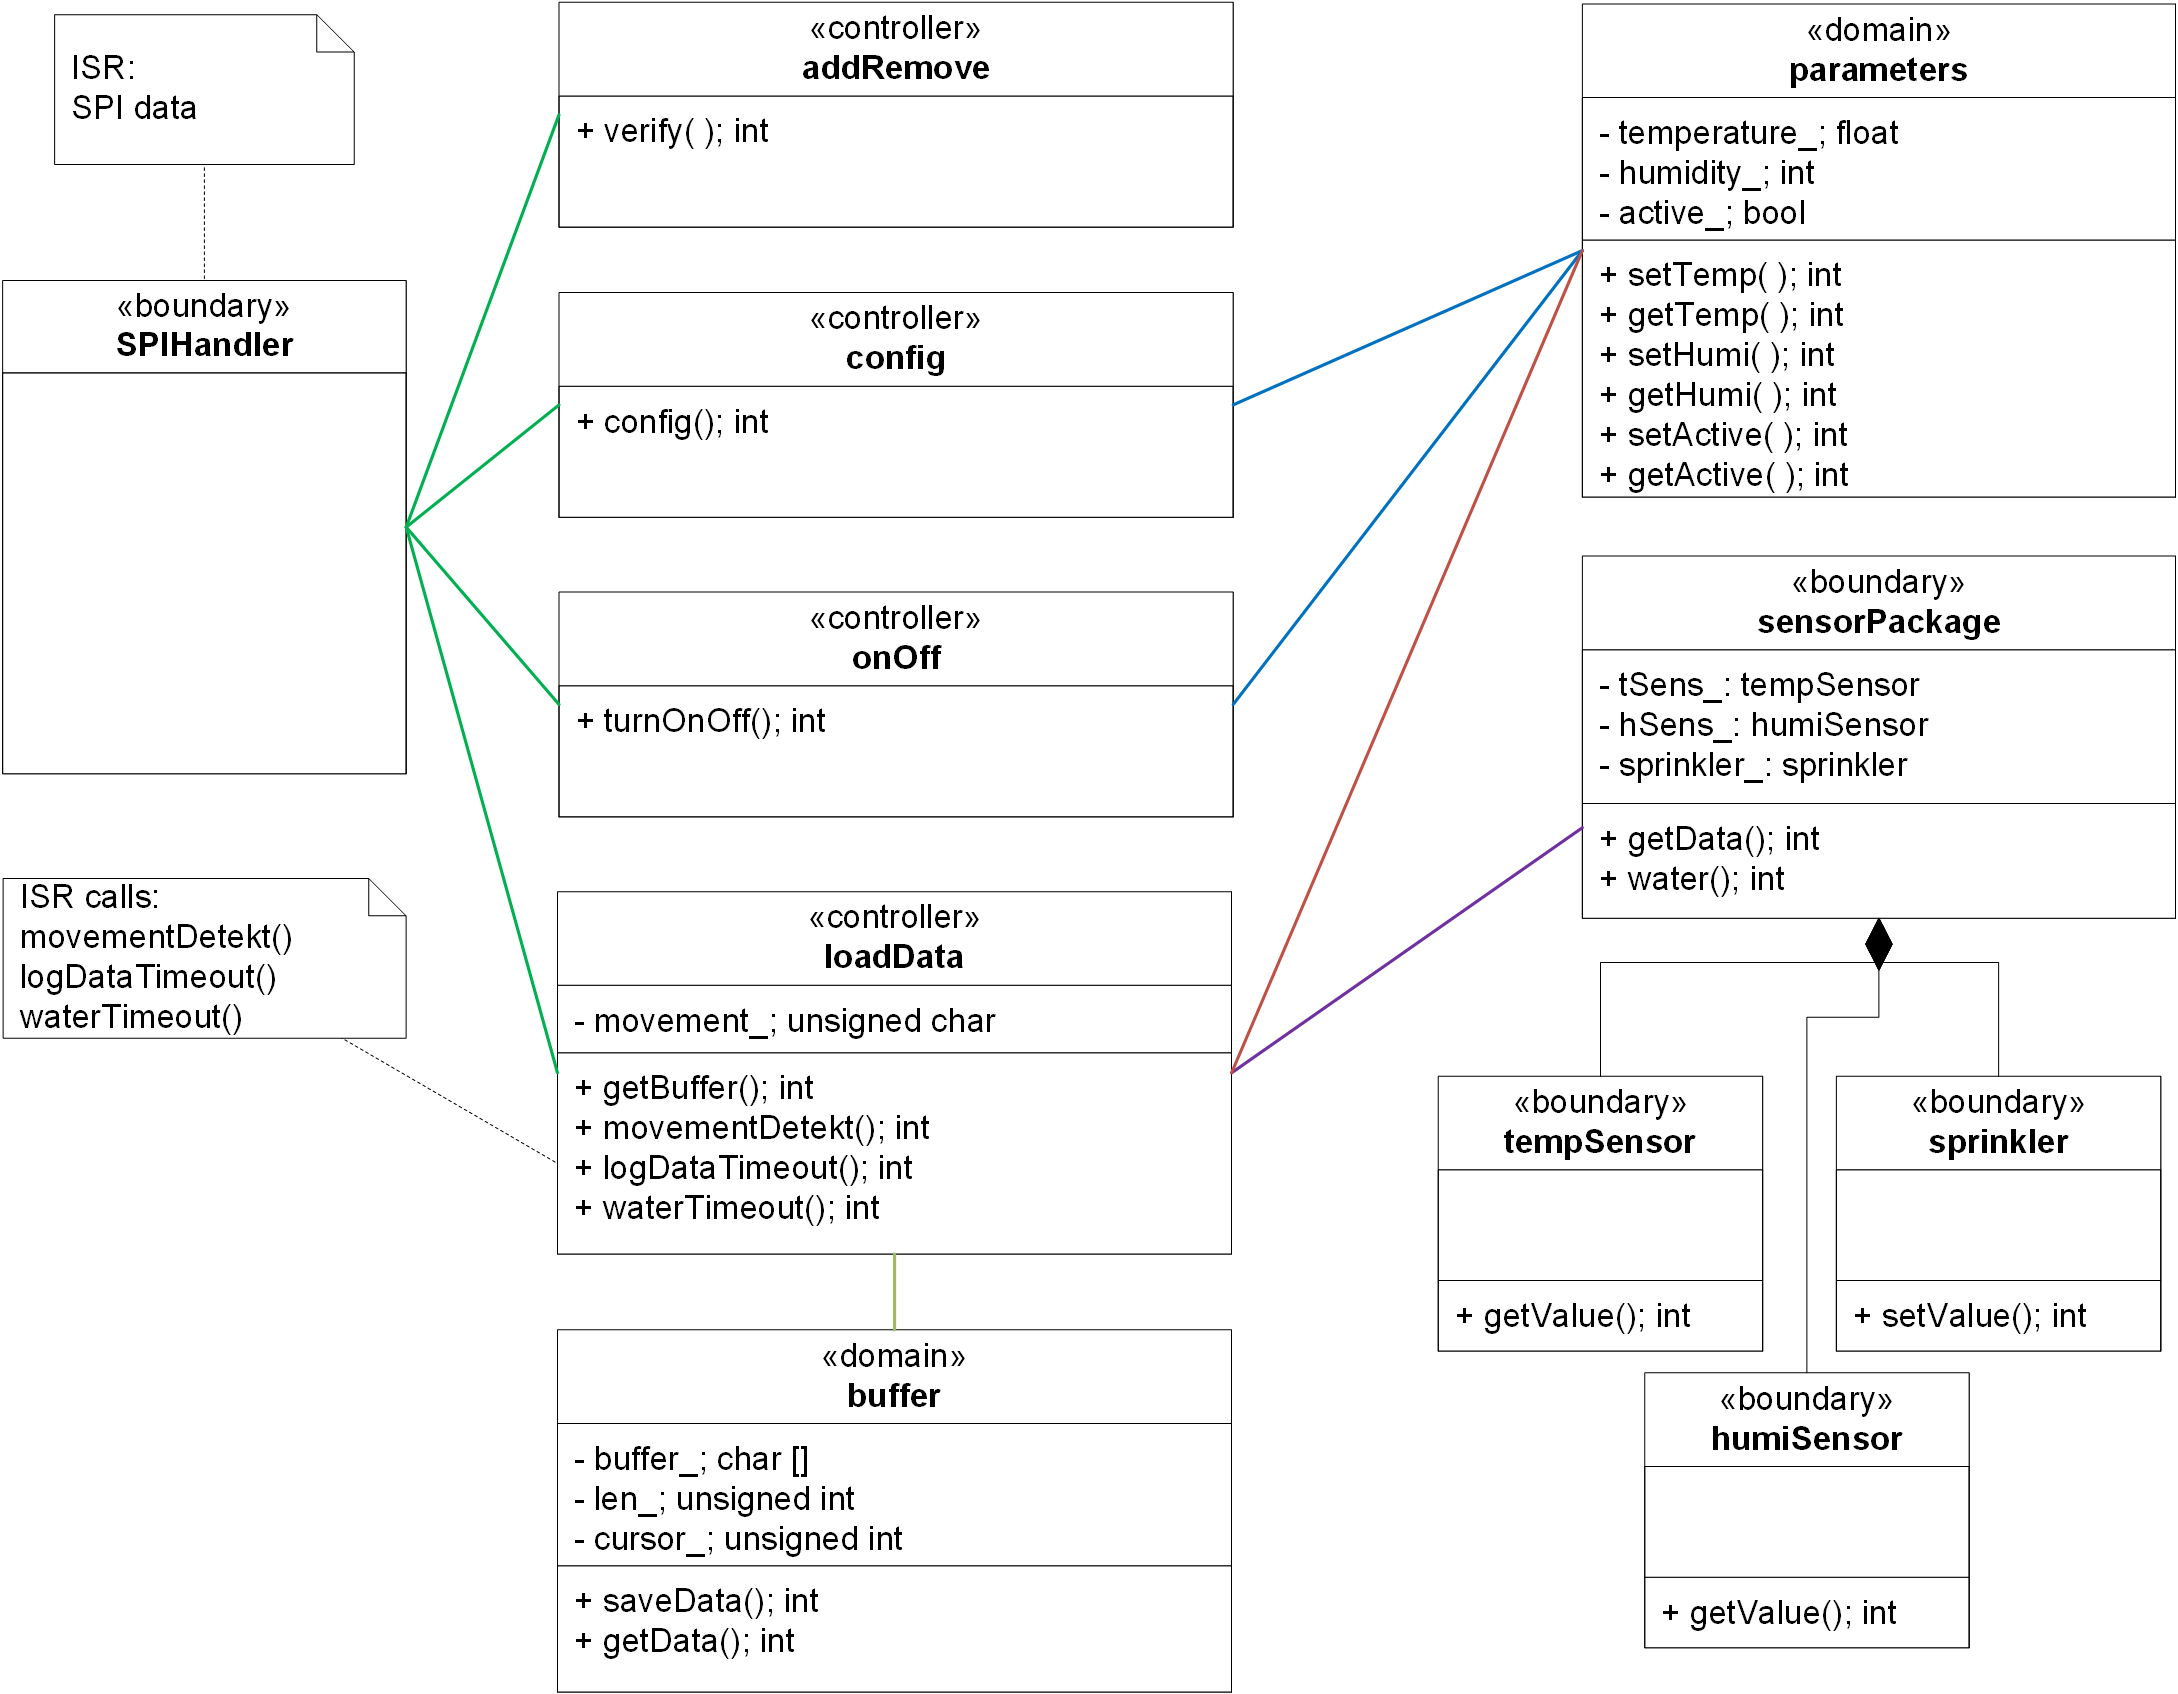 ISR:
SPI data
«boundary»
SPIHandler
ISR calls:
movementDetekt()
logDataTimeout()
waterTimeout()
«controller»
addRemove
+ verify( ); int
«controller»
config
+ config(); int
«controller»
onOff
+ turnOnOff(); int
«controller»
loadData
- movement_; unsigned char
+ getBuffer(); int
+ movementDetekt(); int
+ logDataTimeout(); int
+ waterTimeout(); int
«domain»
buffer
- buffer_; char []
- len_; unsigned int
- cursor_; unsigned int
+ saveData(); int
+ getData(); int
«domain»
parameters
- temperature_; float
- humidity_; int
- active_; bool
+ setTemp( ); int
+ getTemp( ); int
+ setHumi( ); int
+ getHumi( ); int
+ setActive( ); int
+ getActive( ); int
«boundary»
sensorPackage
- tSens_: tempSensor
- hSens_: humiSensor
- sprinkler_: sprinkler
+ getData(); int
+ water(); int
«boundary»
tempSensor
+ getValue(); int
«boundary»
sprinkler
+ setValue(); int
«boundary»
humiSensor
+ getValue(); int